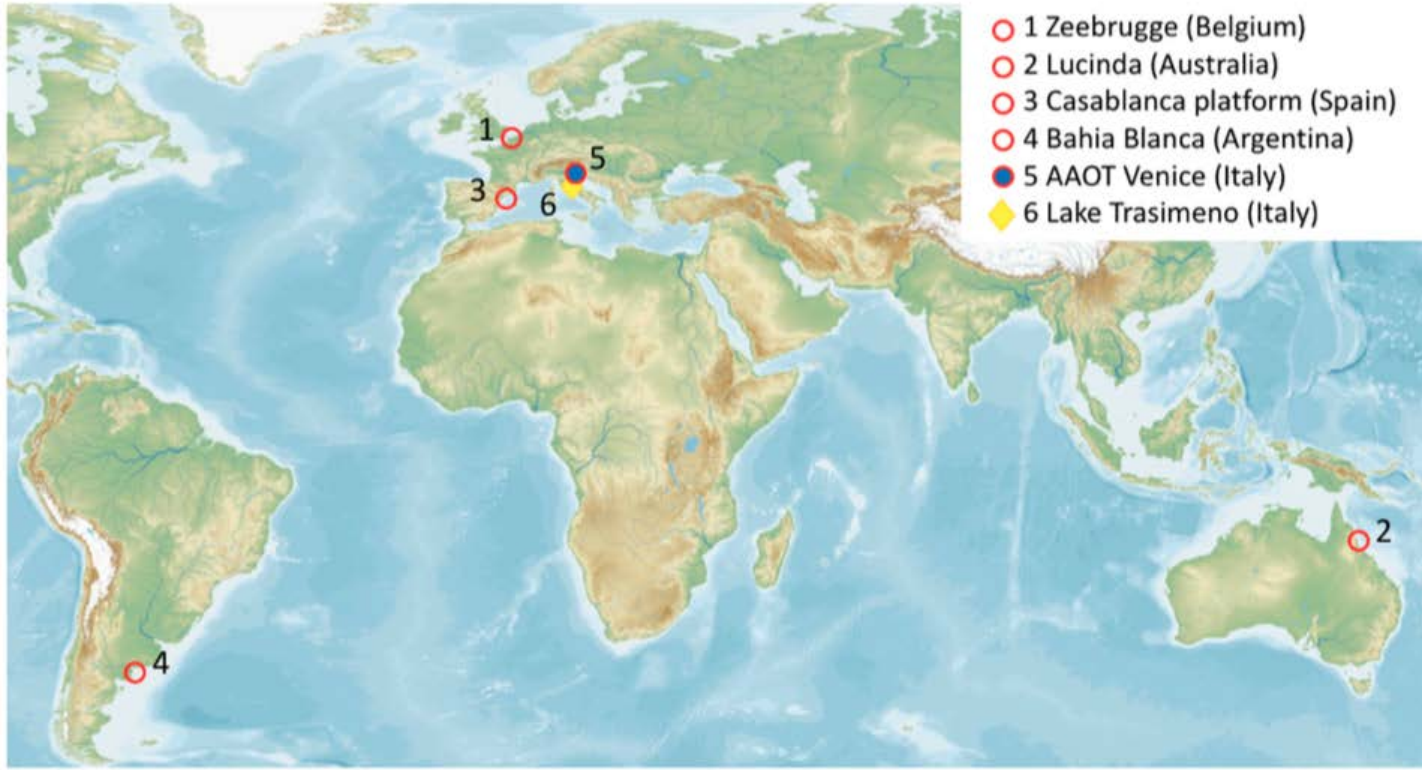 1 Zeebrugge (Belgium)
2 Lucinda (Australia)
3 Casablanca platform (Spain)
4 Bahia Blanca (Argentina)
5 AAOT Venice (Italy)
6 Lake Trasimeno (Italy)
1
5
3
6
2
4